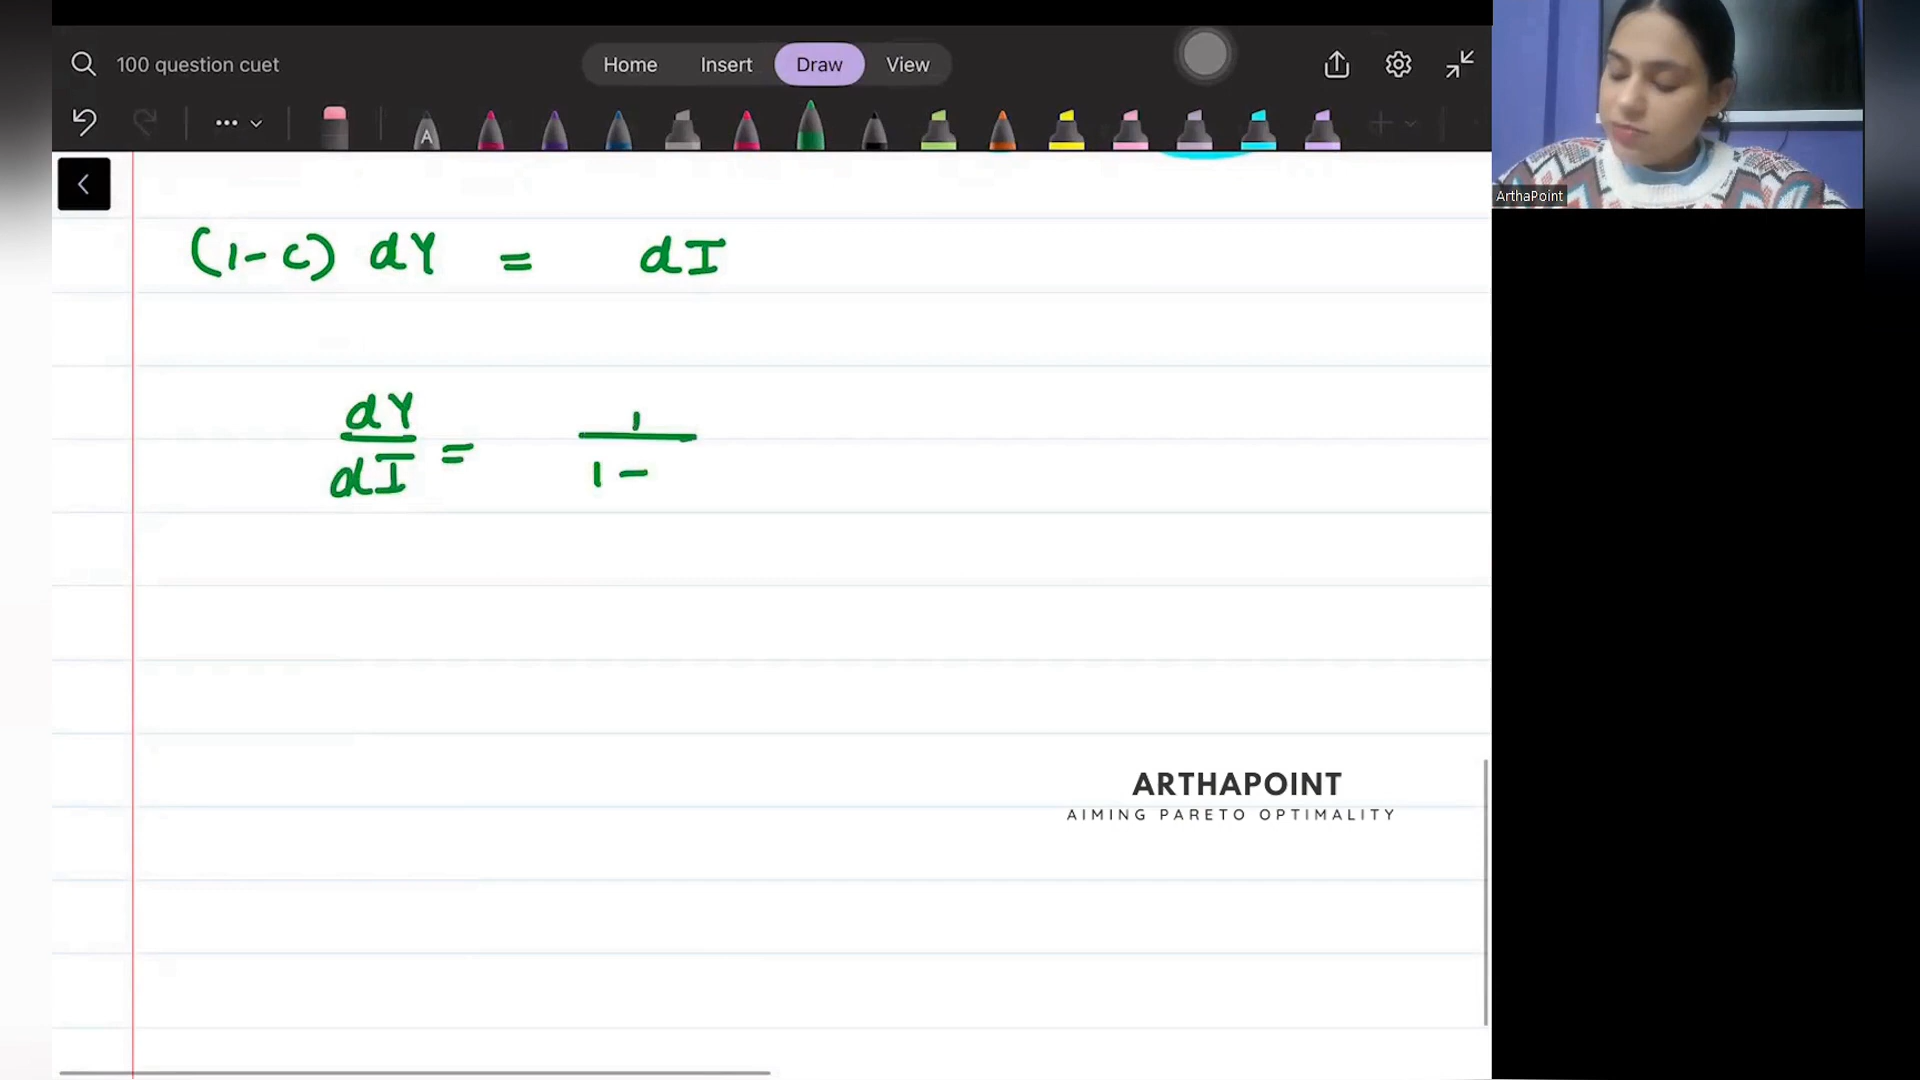 100 question cuet
Home Insert Draw View
A
ArthaPoint
(1-c) dY = dI
dY/dI = 1/1-
ARTHAPOINT
AIMING PARETO OPTIMALITY